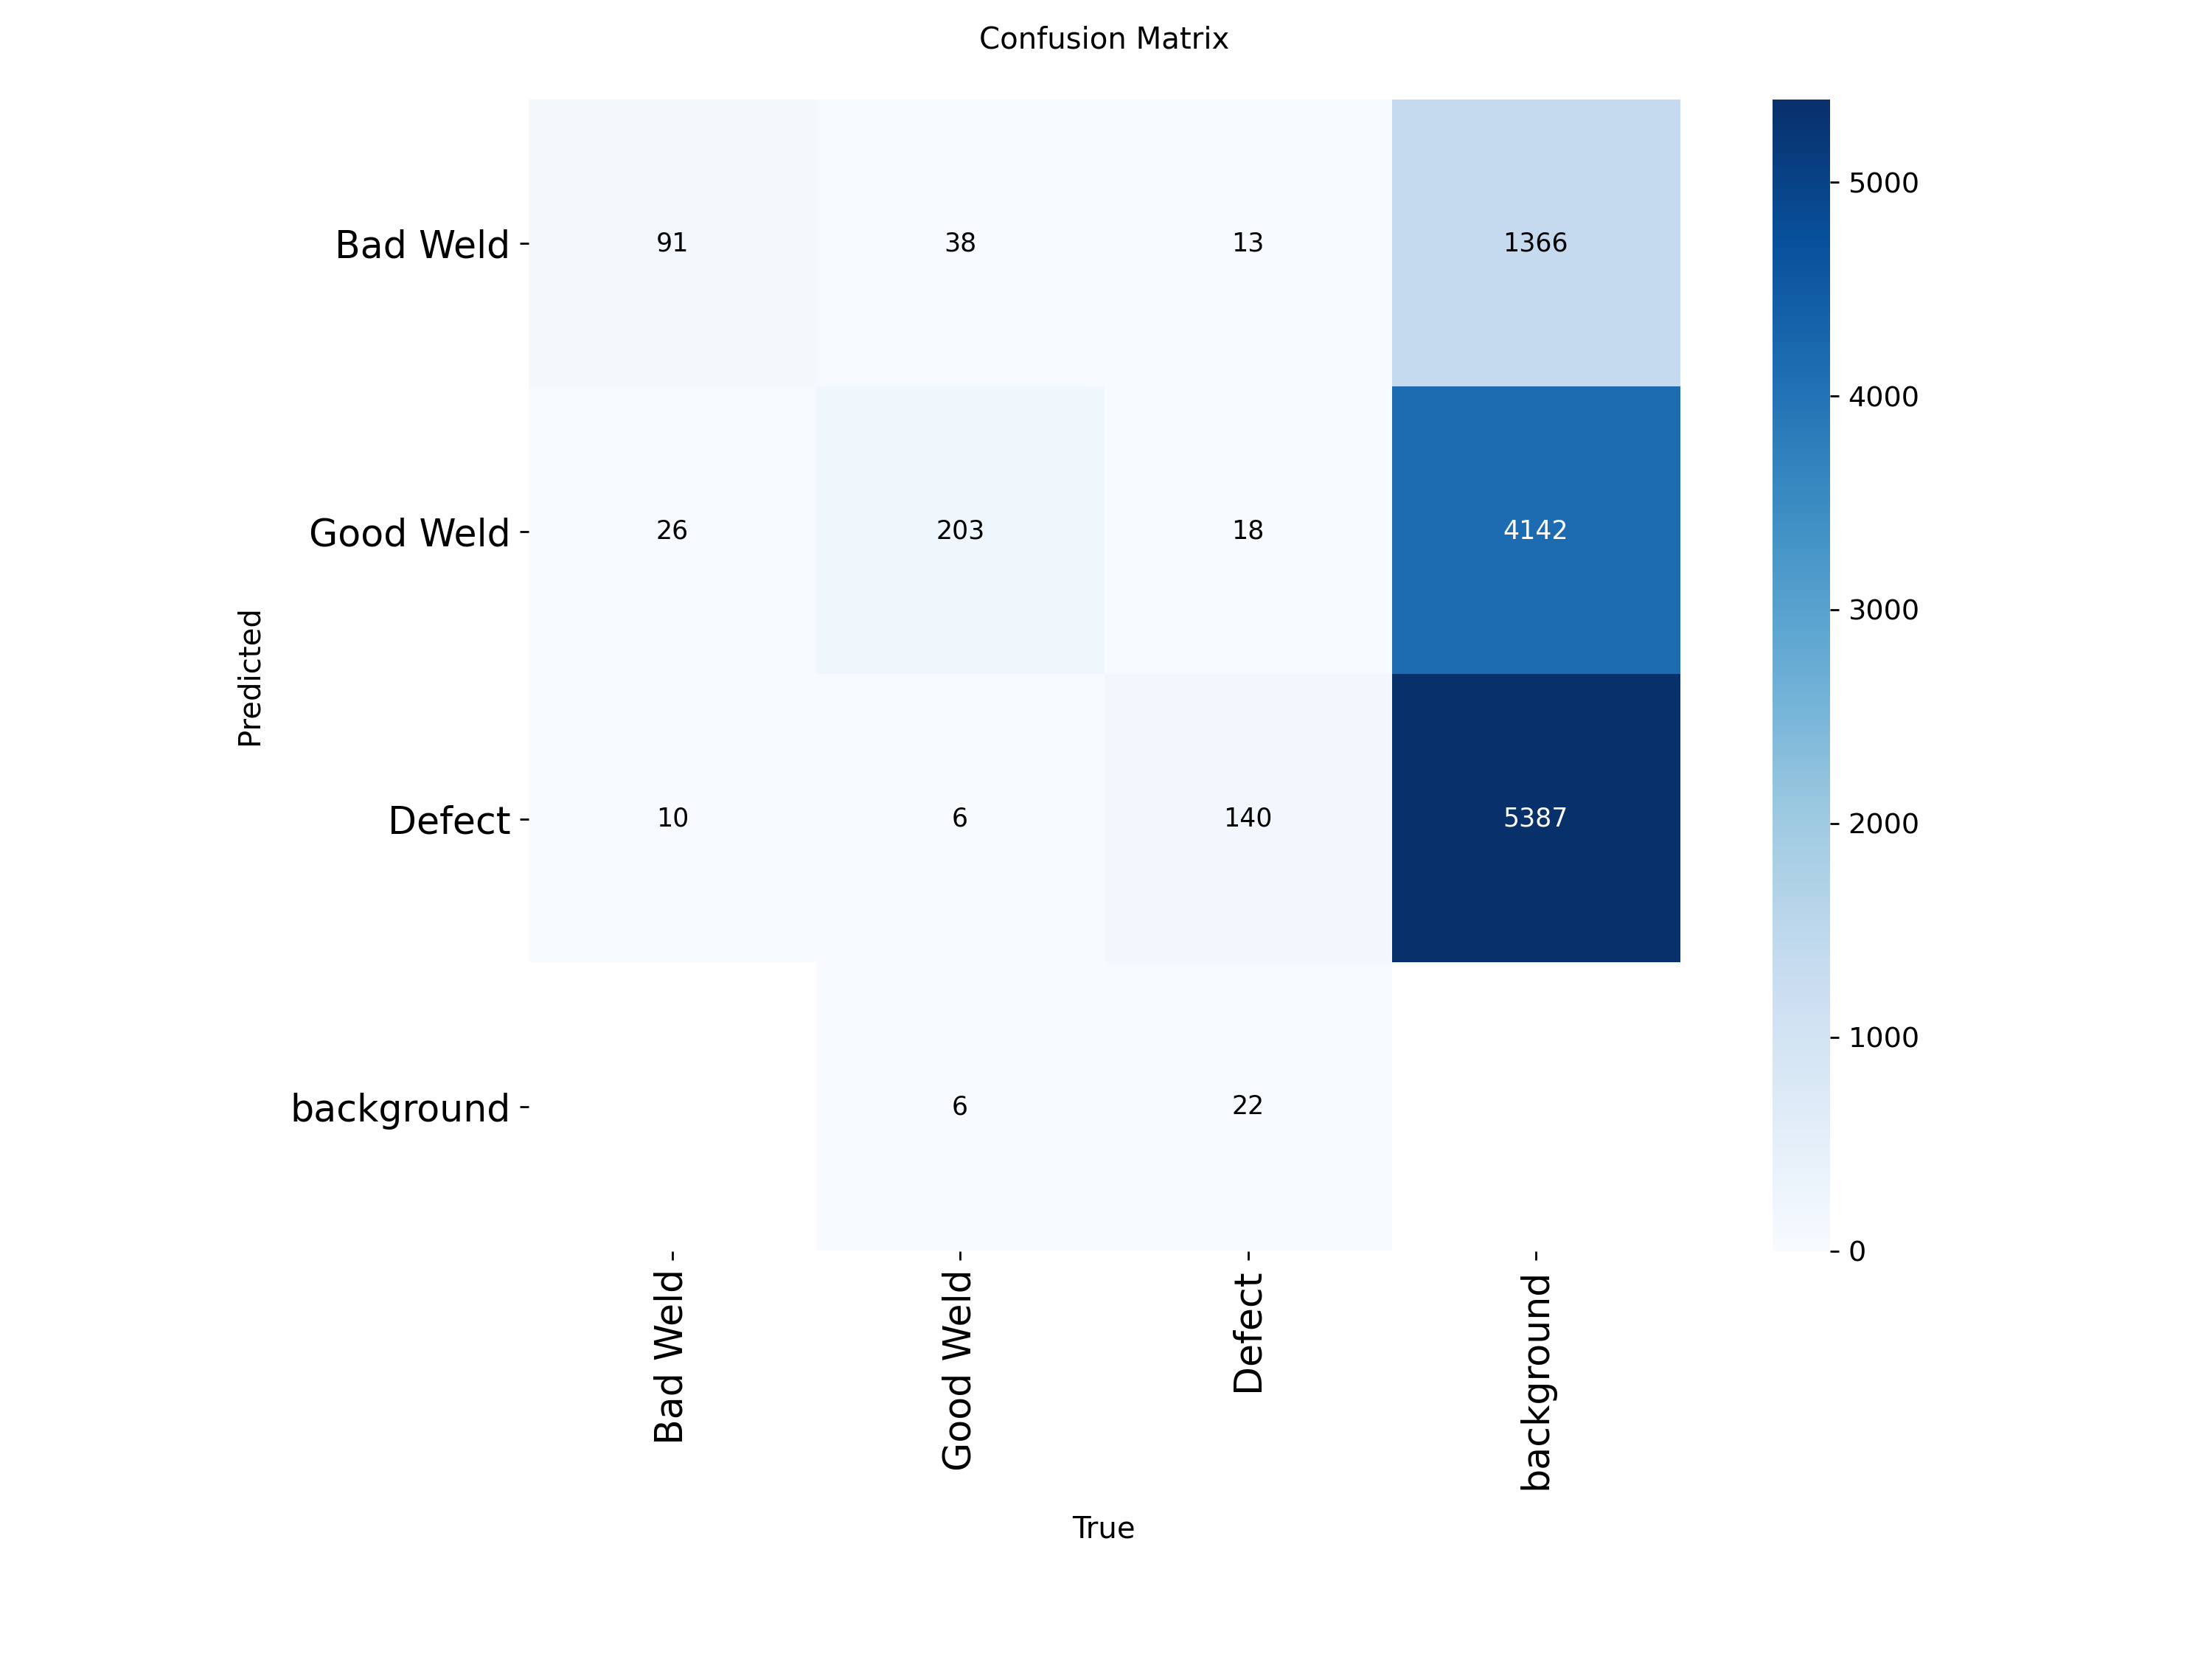 Confusion Matrix
Bad Weld 91 38 13 1366
Good Weld 26 203 18 4142
Defect 10 6 140 5387
background 6 22
Predicted
Bad Weld
Good Weld
Defect
background
True
5000
4000
3000
2000
1000
0